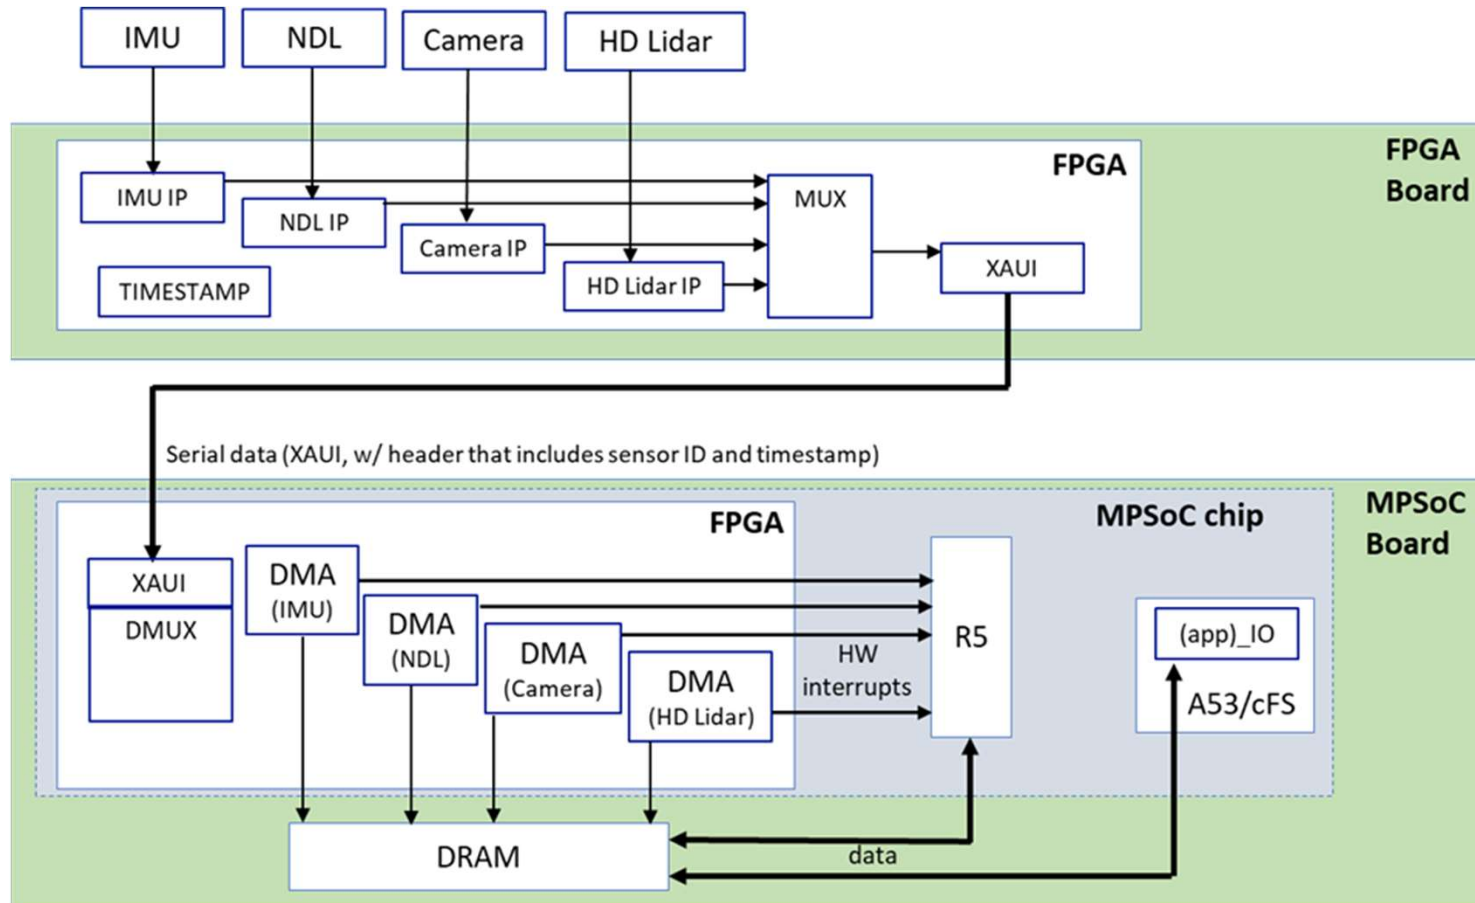 IMU
NDL
Camera
HD Lidar
FPGA
Board
FPGA
IMU IP
NDL IP
Camera IP
HD Lidar IP
MUX
XAUI
TIMESTAMP
Serial data (XAUI, w/ header that includes sensor ID and timestamp)
MPSoC
Board
MPSoC chip
FPGA
XAUI
DMUX
DMA
(IMU)
DMA
(NDL)
DMA
(Camera)
DMA
(HD Lidar)
HW
interrupts
R5
(app)_IO
A53/cFS
DRAM
data